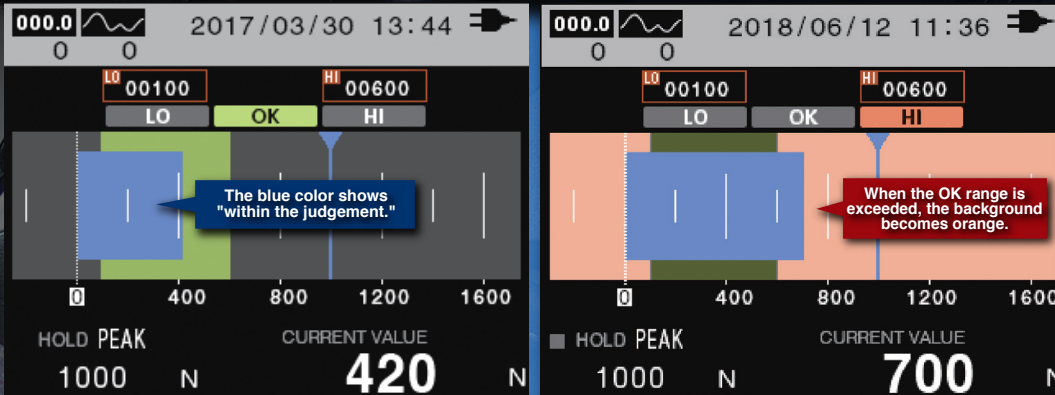 000.0
2017/03/30 13:44
0 0
LO 00100
HI 00600
LO OK HI
The blue color shows
"within the judgement."
0 400 800 1200 1600
HOLD PEAK
CURRENT VALUE
1000 N
420 N
000.0
2018/06/12 11:36
0 0
LO 00100
HI 00600
LO OK HI
When the OK range is
exceeded, the background
becomes orange.
0 400 800 1200 1600
HOLD PEAK
CURRENT VALUE
1000 N
700 N